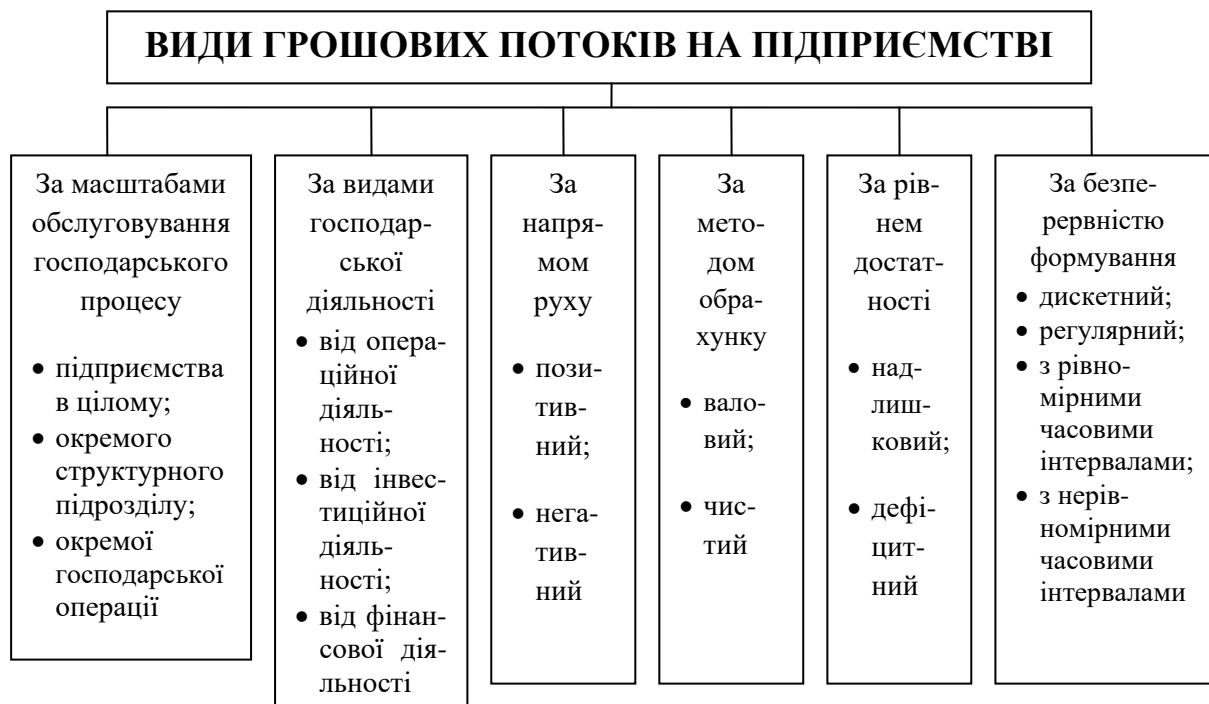 ВИДИ ГРОШОВИХ ПОТОКІВ НА ПІДПРИЄМСТВІ
За масштабами
обслуговування
господарського
процесу
• підприємства
в цілому;
• окремого
структурного
підрозділу;
• окремої
господарської
операції
За видами
господар-
ської
діяльності
• від опера-
ційної
діяль-
ності;
• від інвес-
тиційної
діяль-
ності;
• від фінан-
сової дія-
льності
За
напря-
мом
руху
• пози-
тив-
ний;
• нега-
тив-
ний
За
мето-
дом
обра-
хунку
• вало-
вий;
• чис-
тий
За рів-
нем
достат-
ності
• над-
лиш-
ковий;
• дефі-
цит-
ний
За безпе-
рервністю
формування
• дискетний;
• регулярний;
• з рівно-
мірними
часовими
інтервалами;
• з нерів-
номірними
часовими
інтервалами